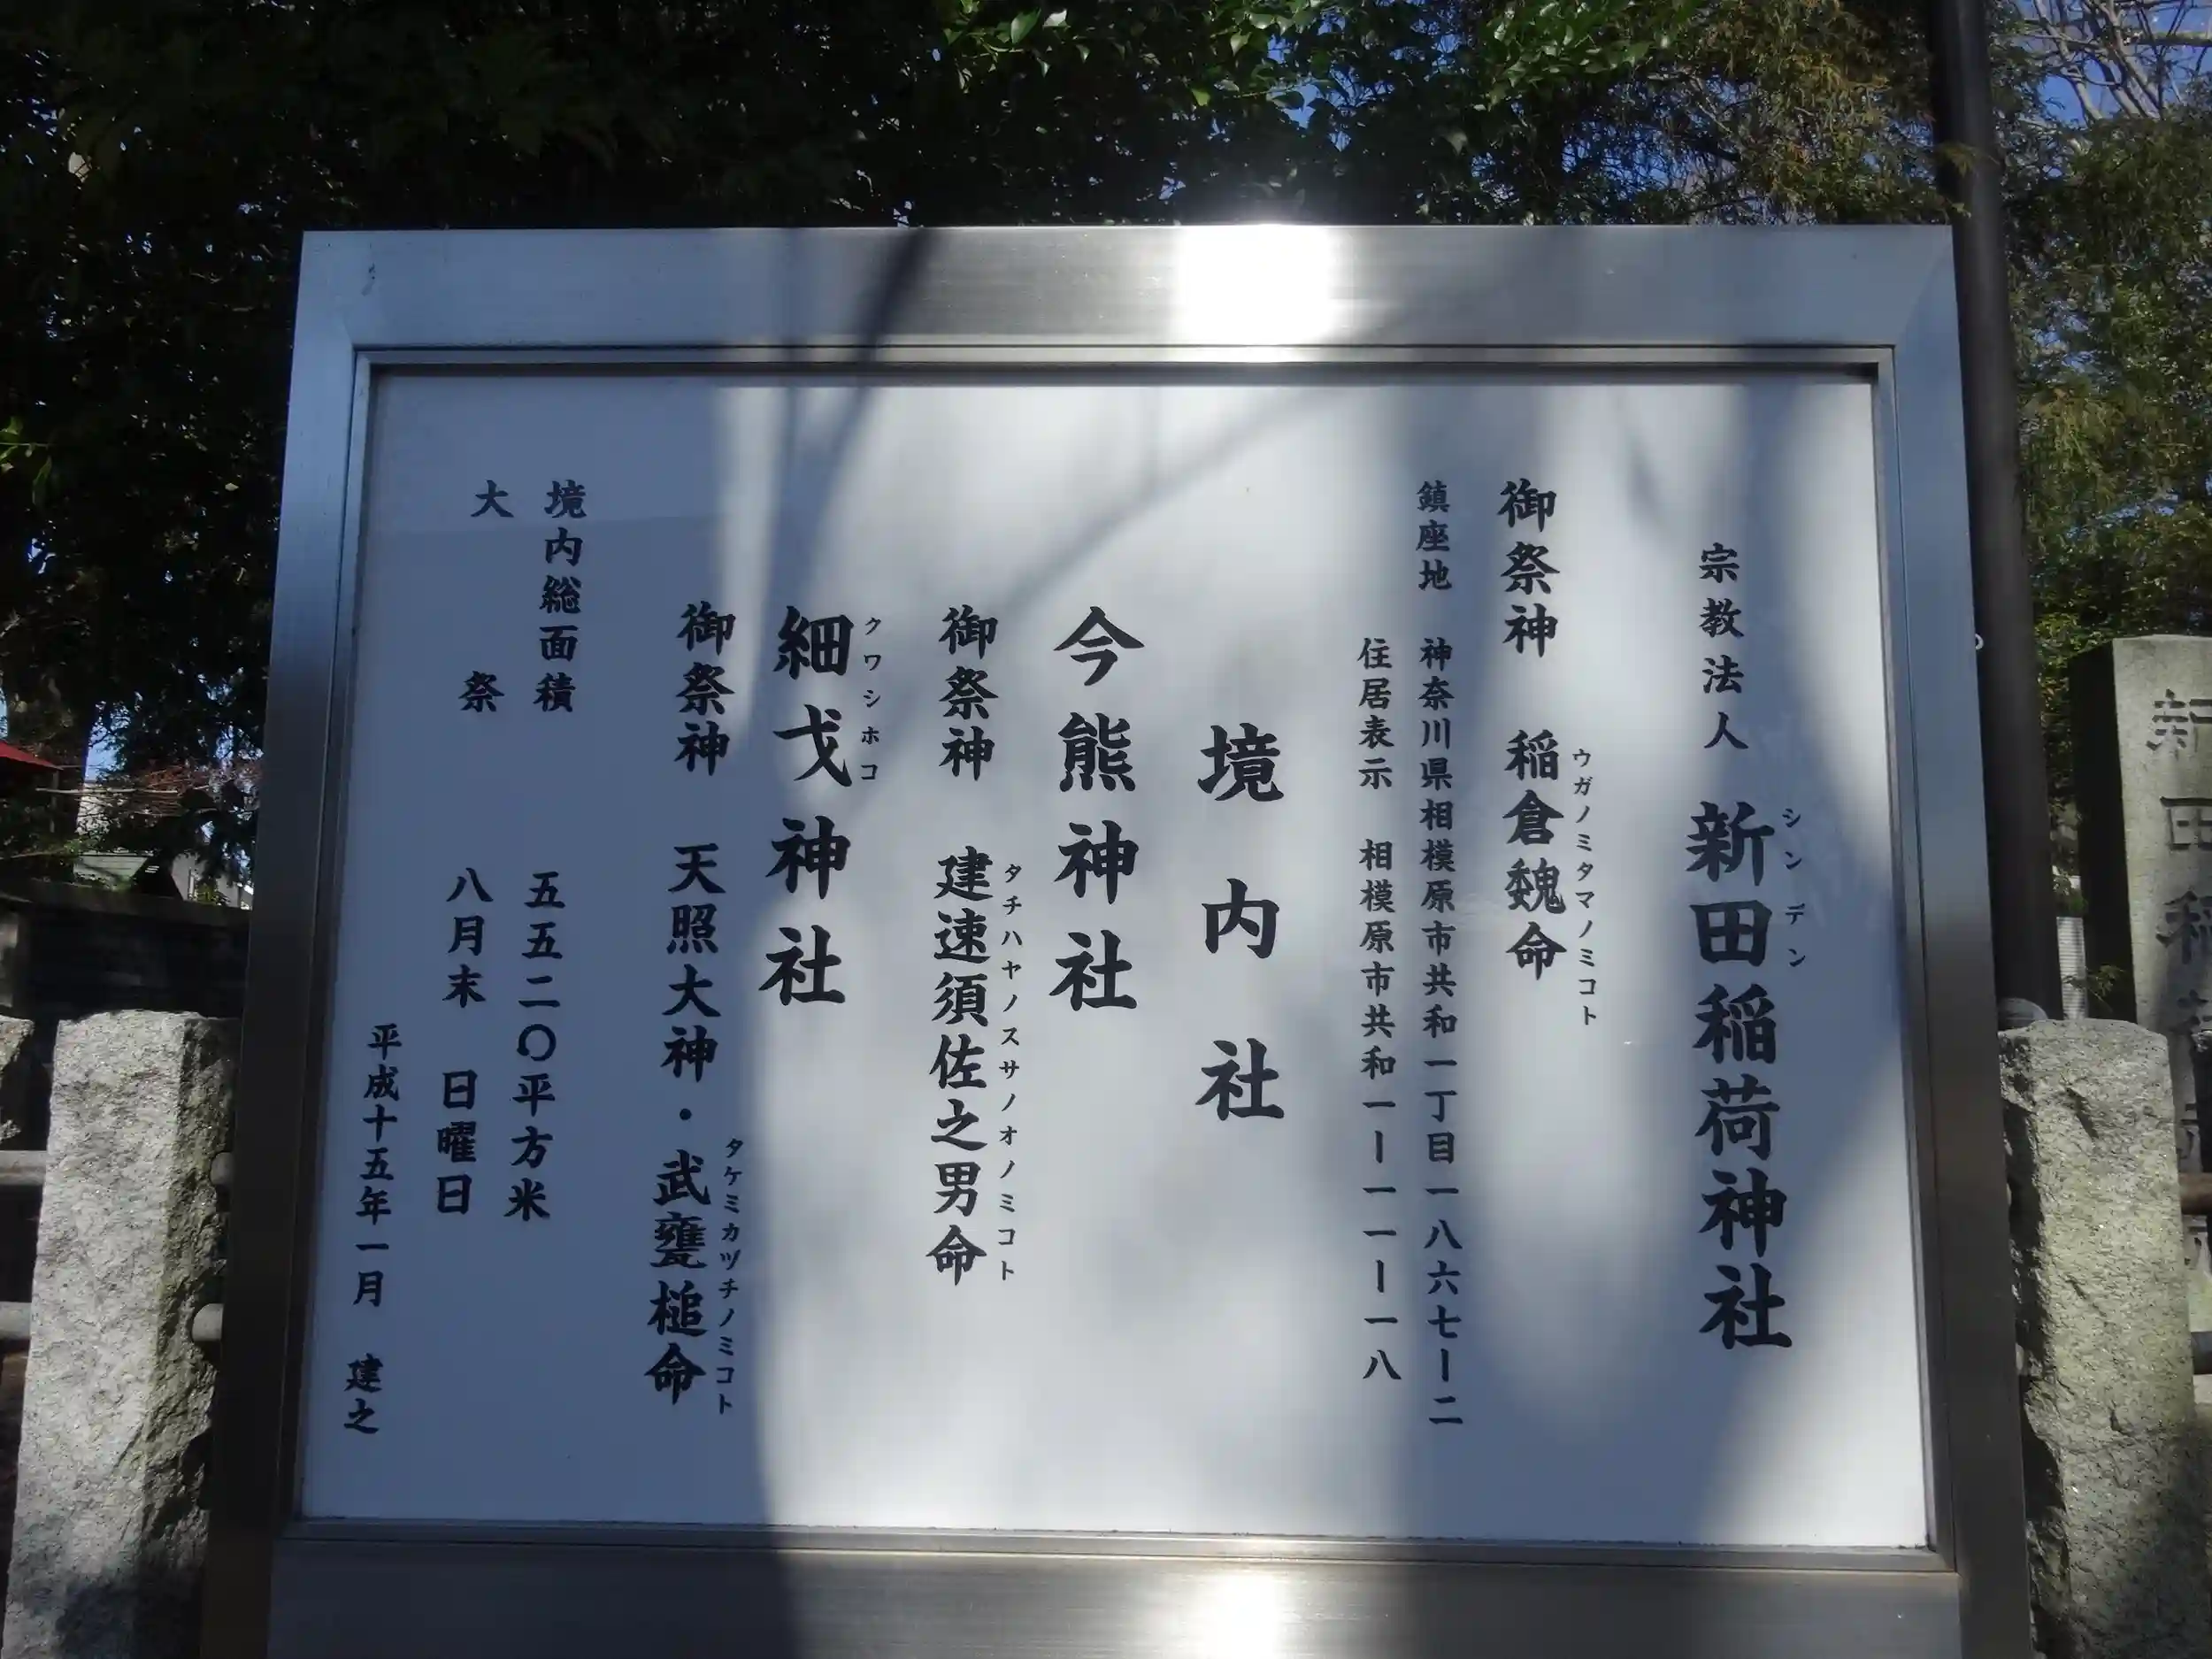 宗教法人 新田稲荷神社
シンデン
御祭神 稲倉魏命
ウガノミタマノミコト
鎮座地 神奈川県相模原市共和一丁目一八六七ー二
住居表示 相模原市共和一ー一一ー一八
境内社
今熊神社
御祭神 建速須佐之男命
タチハヤノスサノオノミコト
細戈神社
クワシホコ
御祭神 天照大神・武甕槌命
タケミカヅチノミコト
境内総面積 五五二〇平方米
大祭 八月末 日曜日
平成十五年一月 建之
新田稲荷